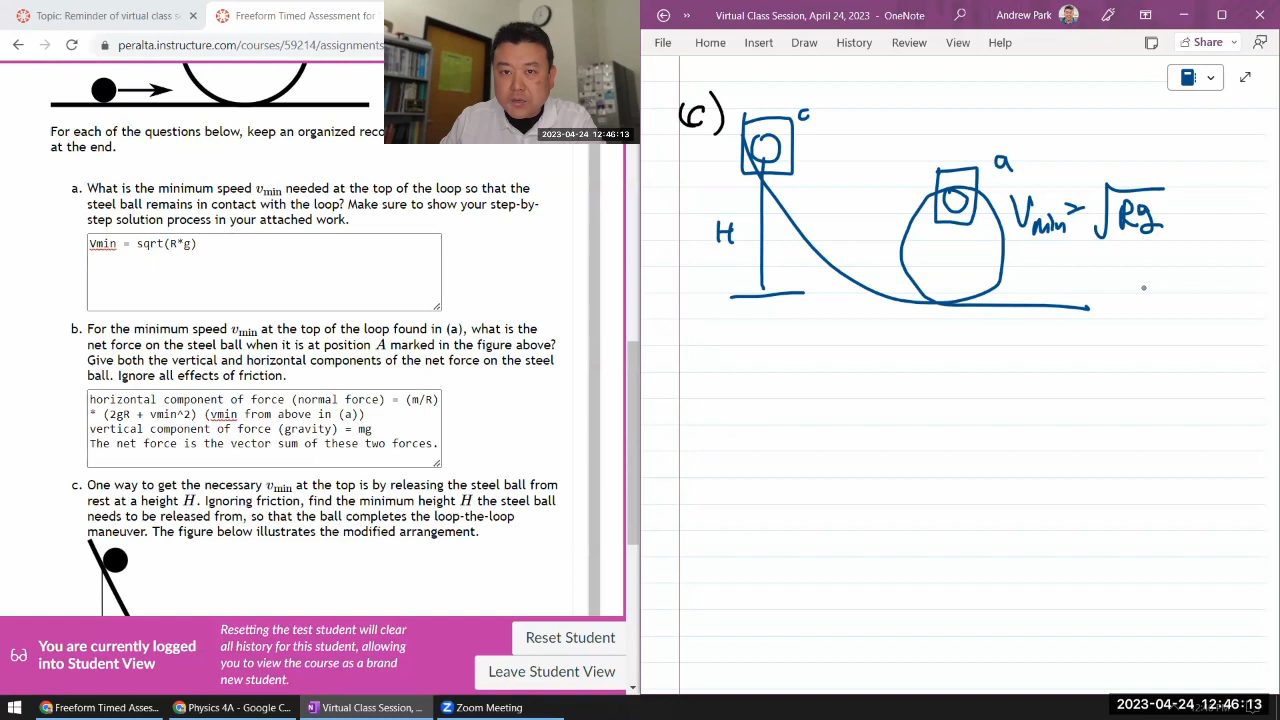 Topic: Reminder of virtual class s
Freeform Timed Assessment for
peralta.instructure.com/courses/59214/assignments
2023-04-24 12:46:13
For each of the questions below, keep an organized reco
at the end.
a. What is the minimum speed vmin needed at the top of the loop so that the
steel ball remains in contact with the loop? Make sure to show your step-by-
step solution process in your attached work.
Vmin = sqrt(R*g)
b. For the minimum speed vmin at the top of the loop found in (a), what is the
net force on the steel ball when it is at position A marked in the figure above?
Give both the vertical and horizontal components of the net force on the steel
ball. Ignore all effects of friction.
horizontal component of force (normal force) = (m/R)
* (2gR + vmin^2) (vmin from above in (a))
vertical component of force (gravity) = mg
The net force is the vector sum of these two forces.
c. One way to get the necessary vmin at the top is by releasing the steel ball from
rest at a height H. Ignoring friction, find the minimum height H the steel ball
needs to be released from, so that the ball completes the loop-the-loop
maneuver. The figure below illustrates the modified arrangement.
You are currently logged
into Student View
Resetting the test student will clear
all history for this student, allowing
you to view the course as a brand
new student.
Reset Student
Leave Student View
Virtual Class Session, April 24, 2023 - OneNote
Andrew Park
File Home Insert Draw History Review View Help
Share
(c)
H
a
Vmin = √Rg
Freeform Timed Asses...
Physics 4A - Google C...
Virtual Class Session, ...
Zoom Meeting
2023-04-24 12:46:13